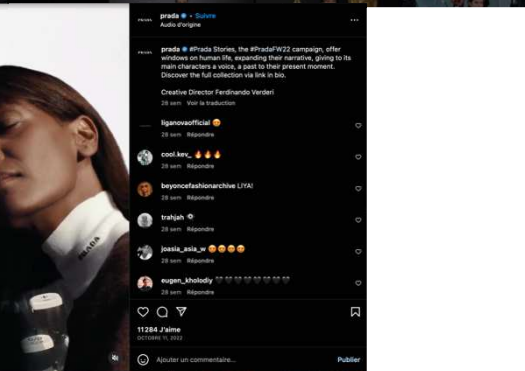 prada • Suivre
Audio d'origine
PRADA
prada #Prada Stories, the #PradaFW22 campaign, offer
windows on human life, expanding their narrative, giving to its
main characters a voice, a past to their present moment.
Discover the full collection via link in bio.
Creative Director Ferdinando Verderi
28 sem Voir la traduction
liganovaofficial 😍
28 sem Répondre
cool.kev_ 🔥🔥🔥
28 sem Répondre
beyoncefashionarchive LIYA!
28 sem Répondre
trahjah
28 sem Répondre
joasia_asia_w 😍😍😍😍
28 sem Répondre
eugen_kholodiy 🖤🖤🖤🖤🖤🖤🖤🖤
28 sem Répondre
PRADA
11 284 J'aime
OCTOBRE 11, 2022
Ajouter un commentaire...
Publier